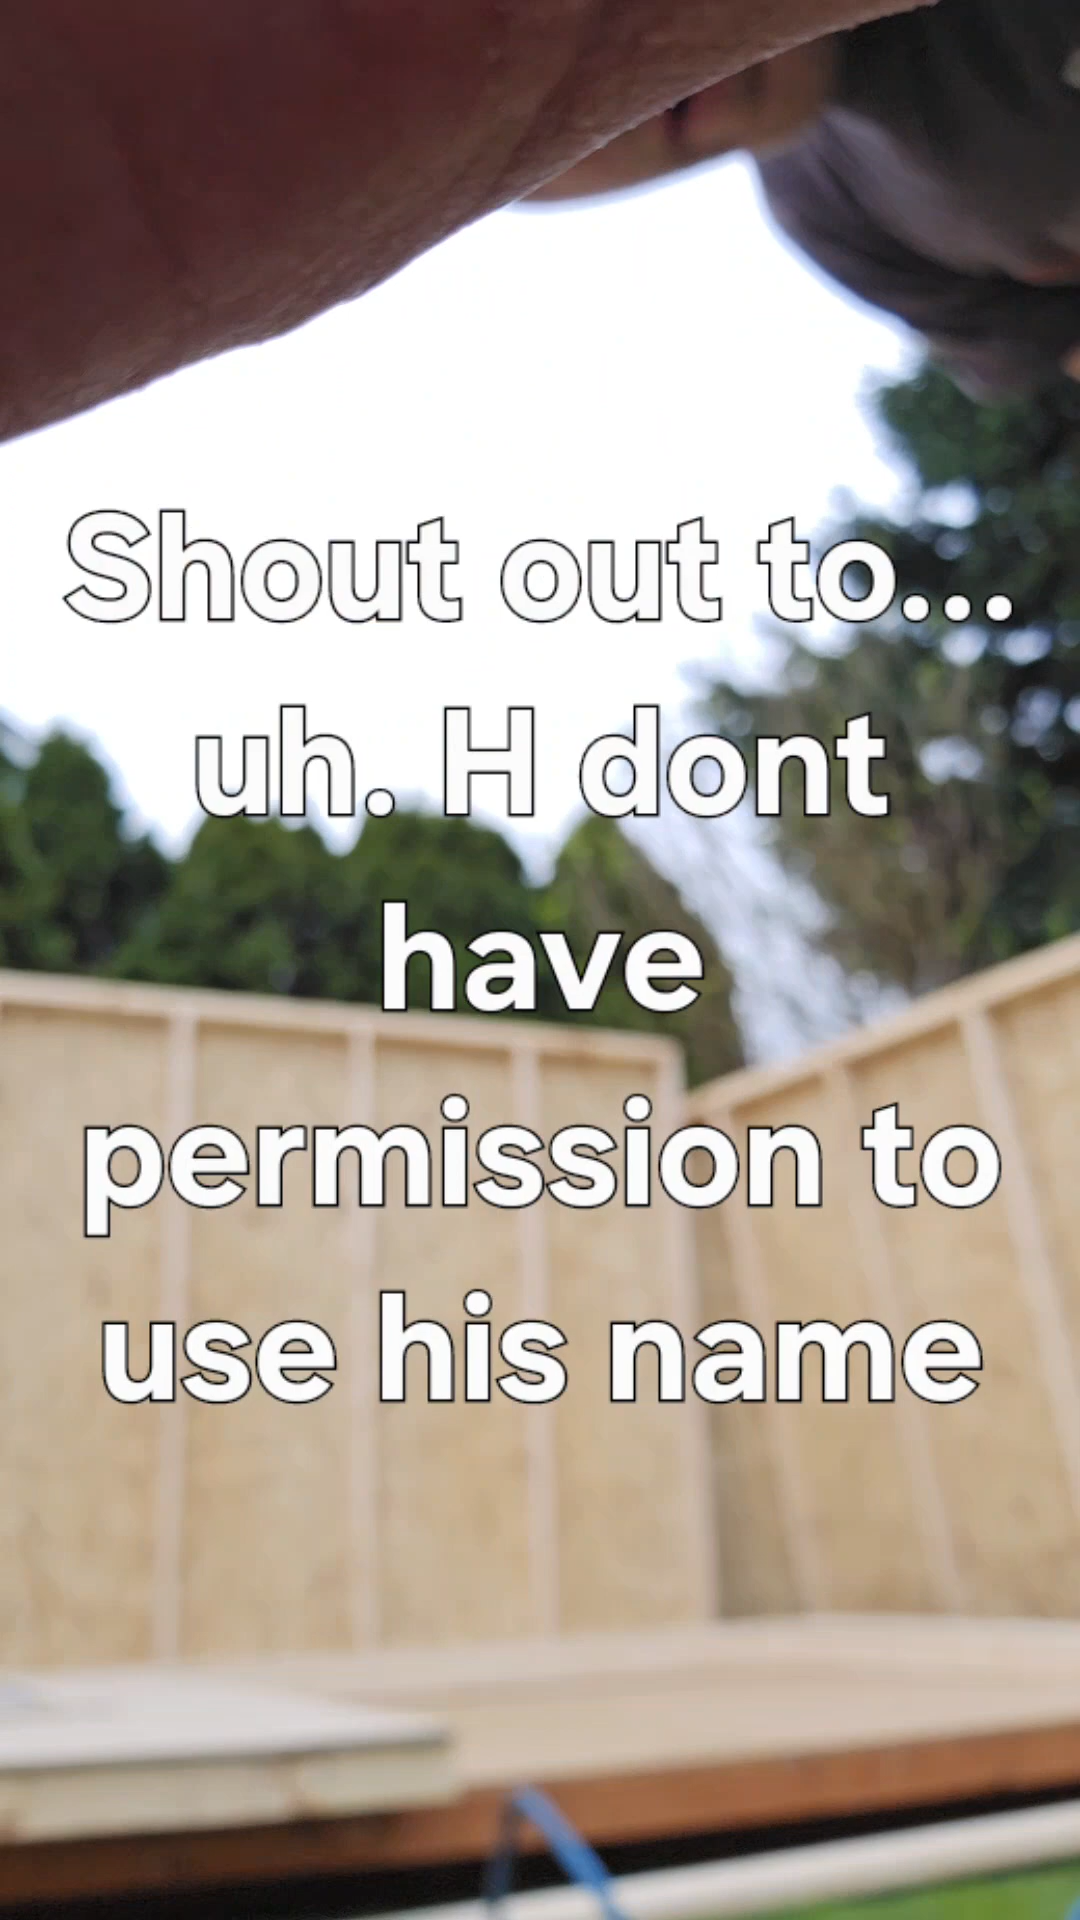 Shout out to...
uh. H dont
have
permission to
use his name